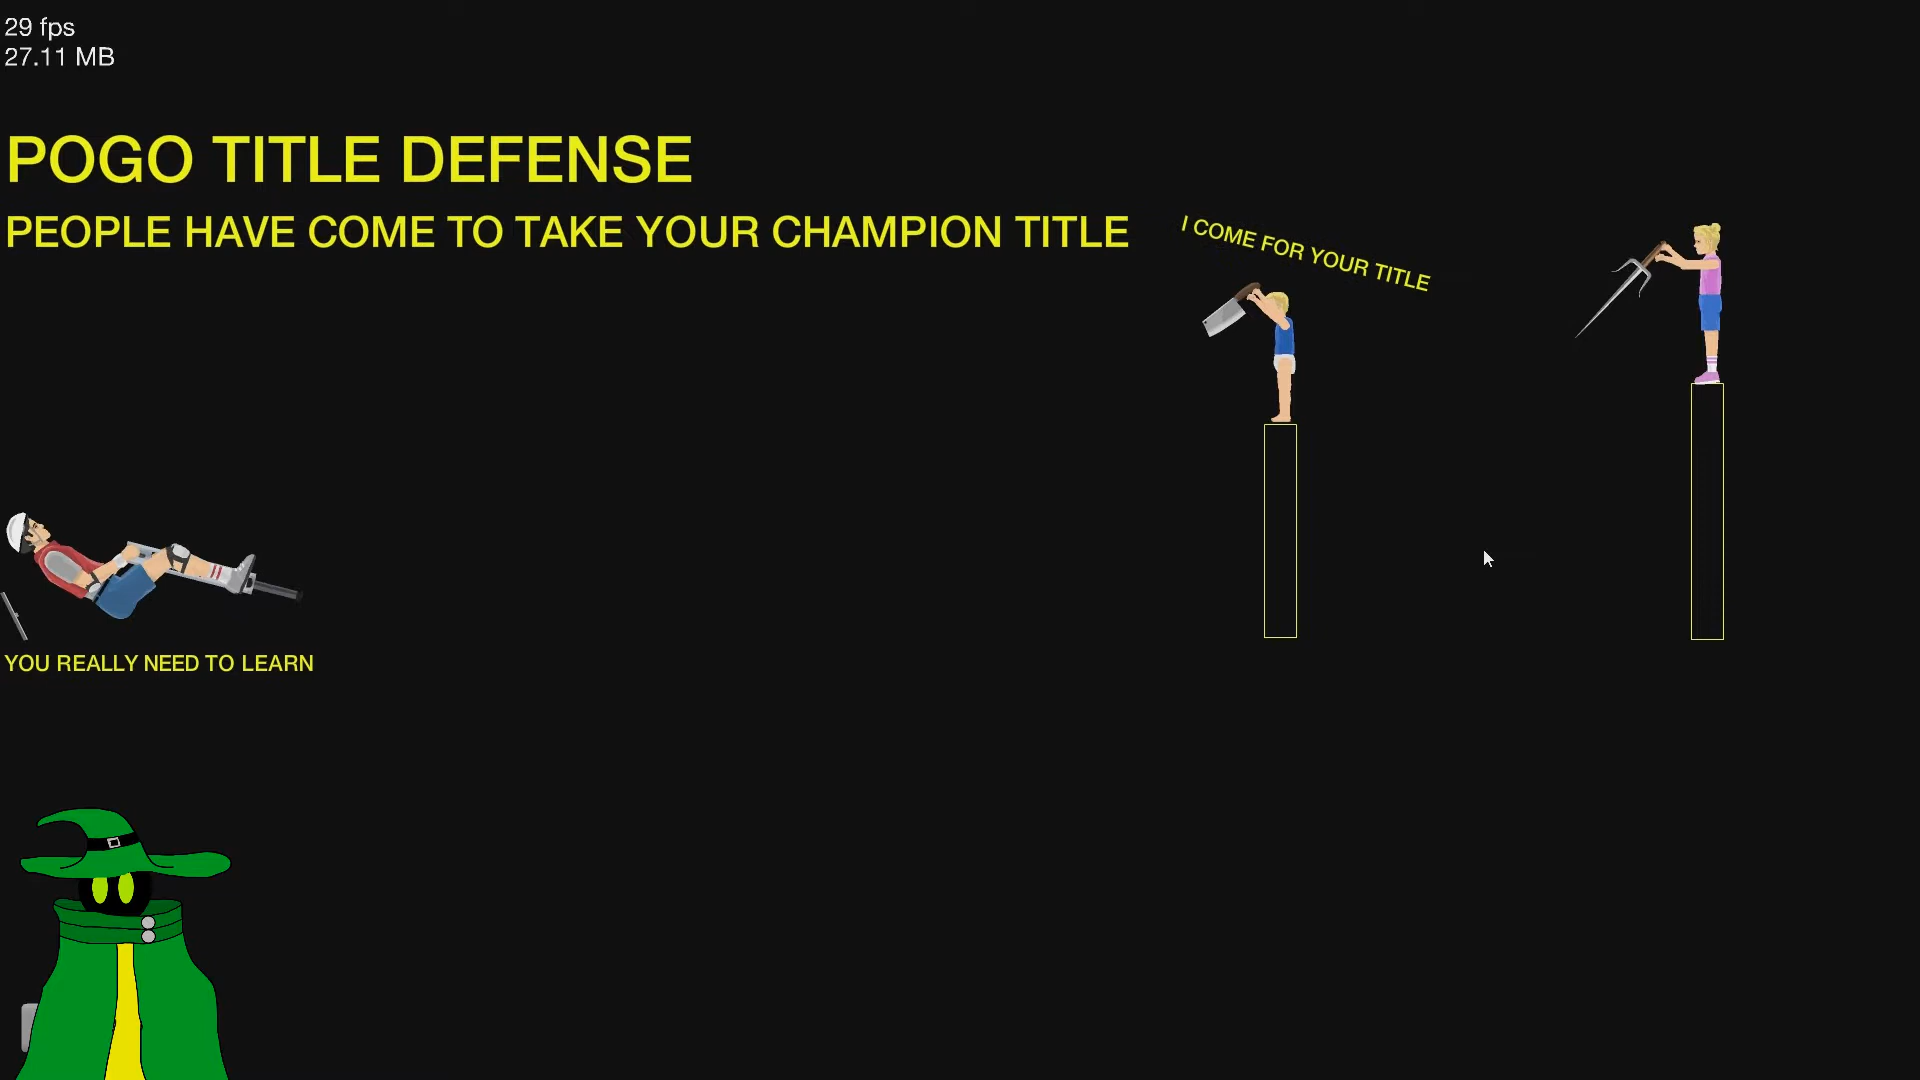 29 fps
27.11 MB
POGO TITLE DEFENSE
PEOPLE HAVE COME TO TAKE YOUR CHAMPION TITLE
I COME FOR YOUR TITLE
YOU REALLY NEED TO LEARN